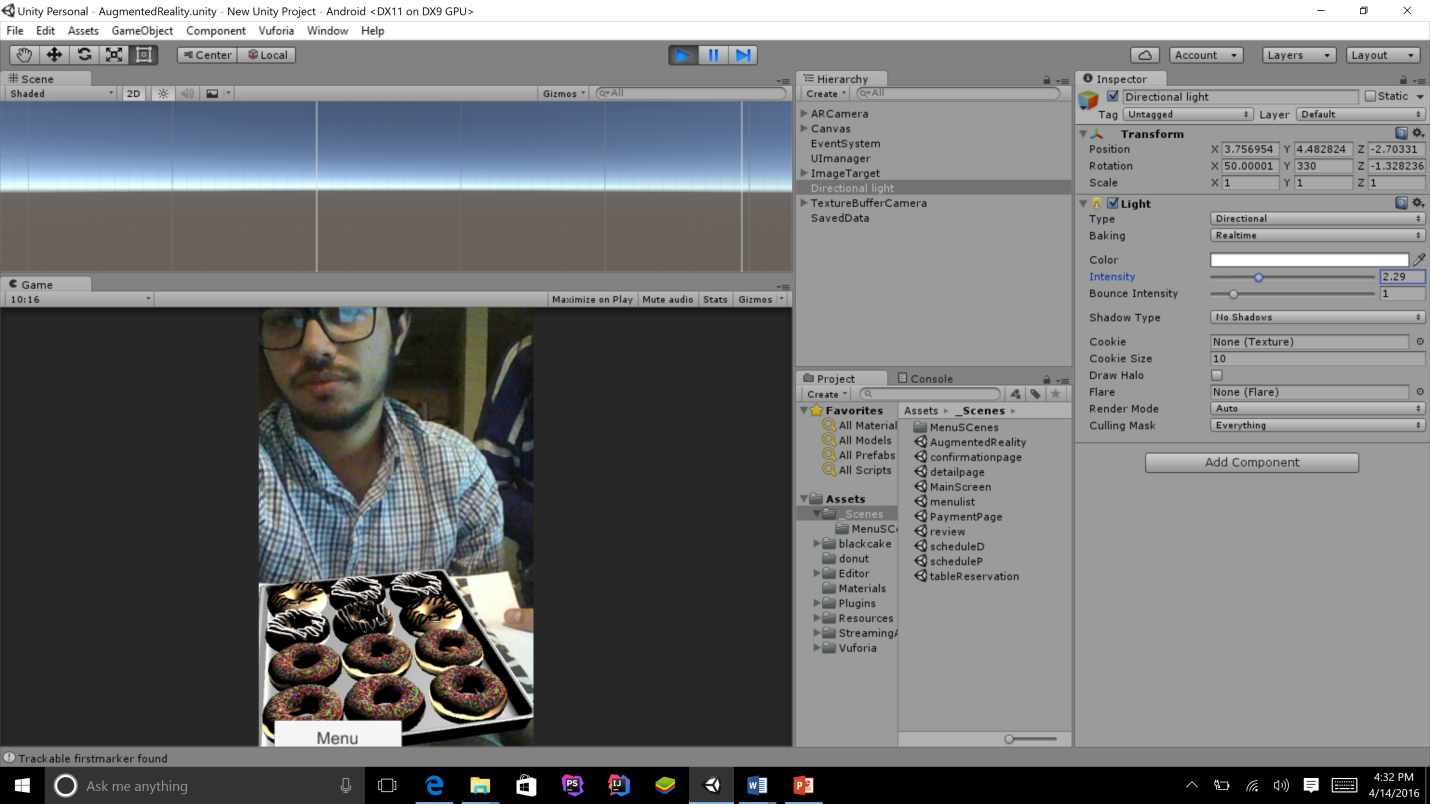 Unity Personal - AugmentedReality.unity - New Unity Project - Android <DX11 on DX9 GPU>
File Edit Assets GameObject Component Vuforia Window Help
Center Local Account Layers Layout
Scene
Shaded 2D Gizmos All
Game
10:16 Maximize on Play Mute audio Stats Gizmos
Menu
Hierarchy
Create All
ARCamera
Canvas
EventSystem
UImanager
ImageTarget
Directional light
TextureBufferCamera
SavedData
Project Console
Create
Favorites
All Material
All Models
All Prefabs
All Scripts
Assets
_Scenes
MenuSC
blackcake
donut
Editor
Materials
Plugins
Resources
StreamingA
Vuforia
Assets _Scenes
MenuSCenes
AugmentedReality
confirmationpage
detailpage
MainScreen
menulist
PaymentPage
review
scheduleD
scheduleP
tableReservation
Inspector
Directional light Static
Tag Untagged Layer Default
Transform
Position X 3.756954 Y 4.482824 Z -2.70331
Rotation X 50.00001 Y 330 Z -1.328236
Scale X 1 Y 1 Z 1
Light
Type Directional
Baking Realtime
Color
Intensity 2.29
Bounce Intensity 1
Shadow Type No Shadows
Cookie None (Texture)
Cookie Size 10
Draw Halo
Flare None (Flare)
Render Mode Auto
Culling Mask Everything
Add Component
Trackable firstmarker found
Ask me anything
PS
IJ
4:32 PM
4/14/2016